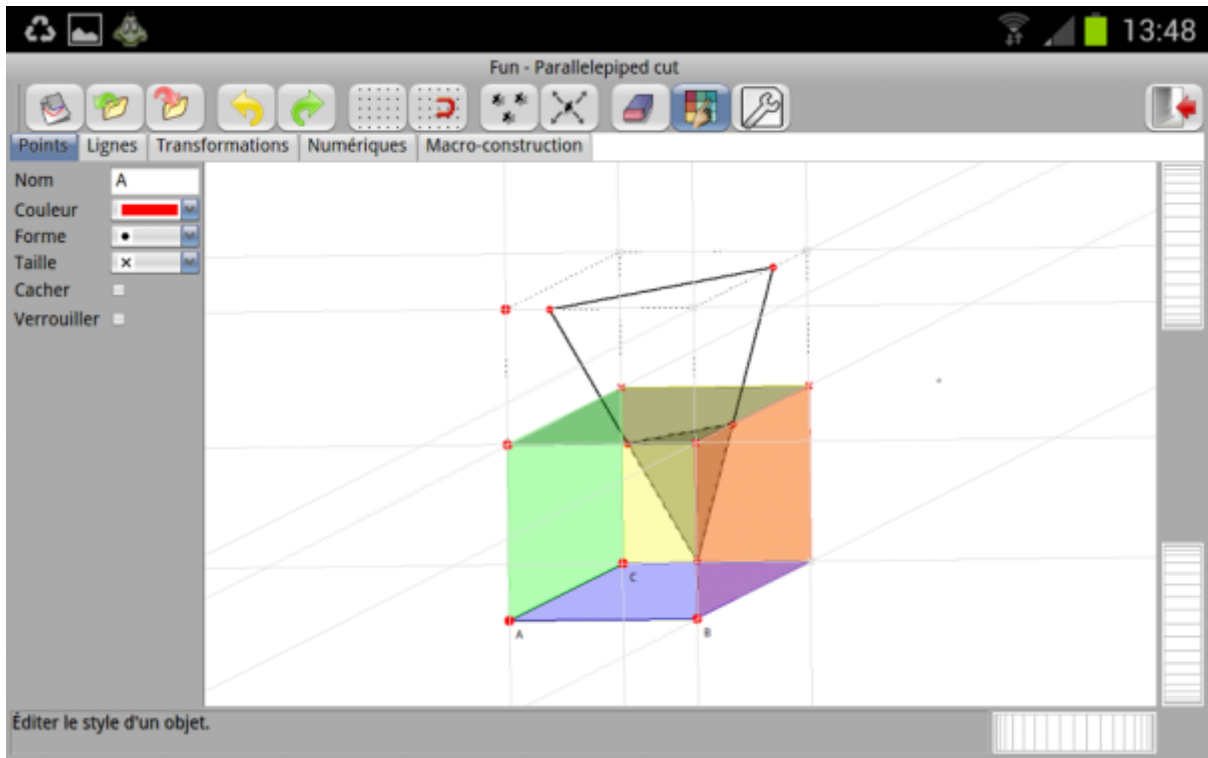 13:48
Fun - Parallelepiped cut
Points Lignes Transformations Numériques Macro-construction
Nom A
Couleur
Forme
Taille
Cacher
Verrouiller
C
A
B
Éditer le style d'un objet.